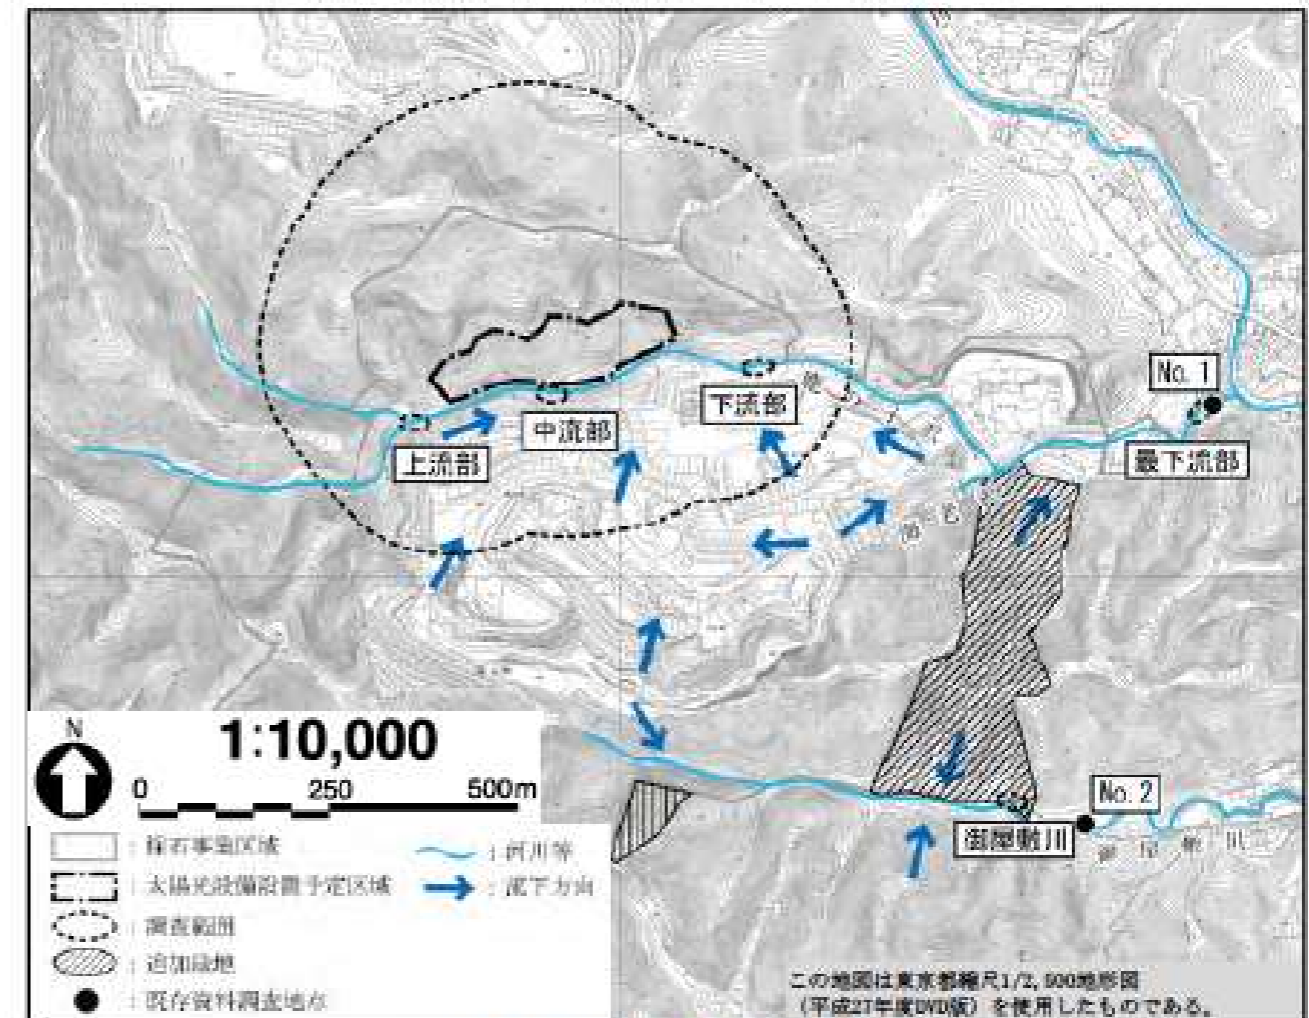 No. 1
下流部
中流部
上流部
最下流部
No. 2
御屋敷川
御 屋 敷 川
N
1:10,000
0 250 500m
: 採石事業区域
: 河川等
: 太陽光設備設置予定区域
: 流下方向
: 調査範囲
: 追加緑地
: 既存資料調査地点
この地図は東京都縮尺1/2,500地形図
(平成27年度DVD版)を使用したものである。